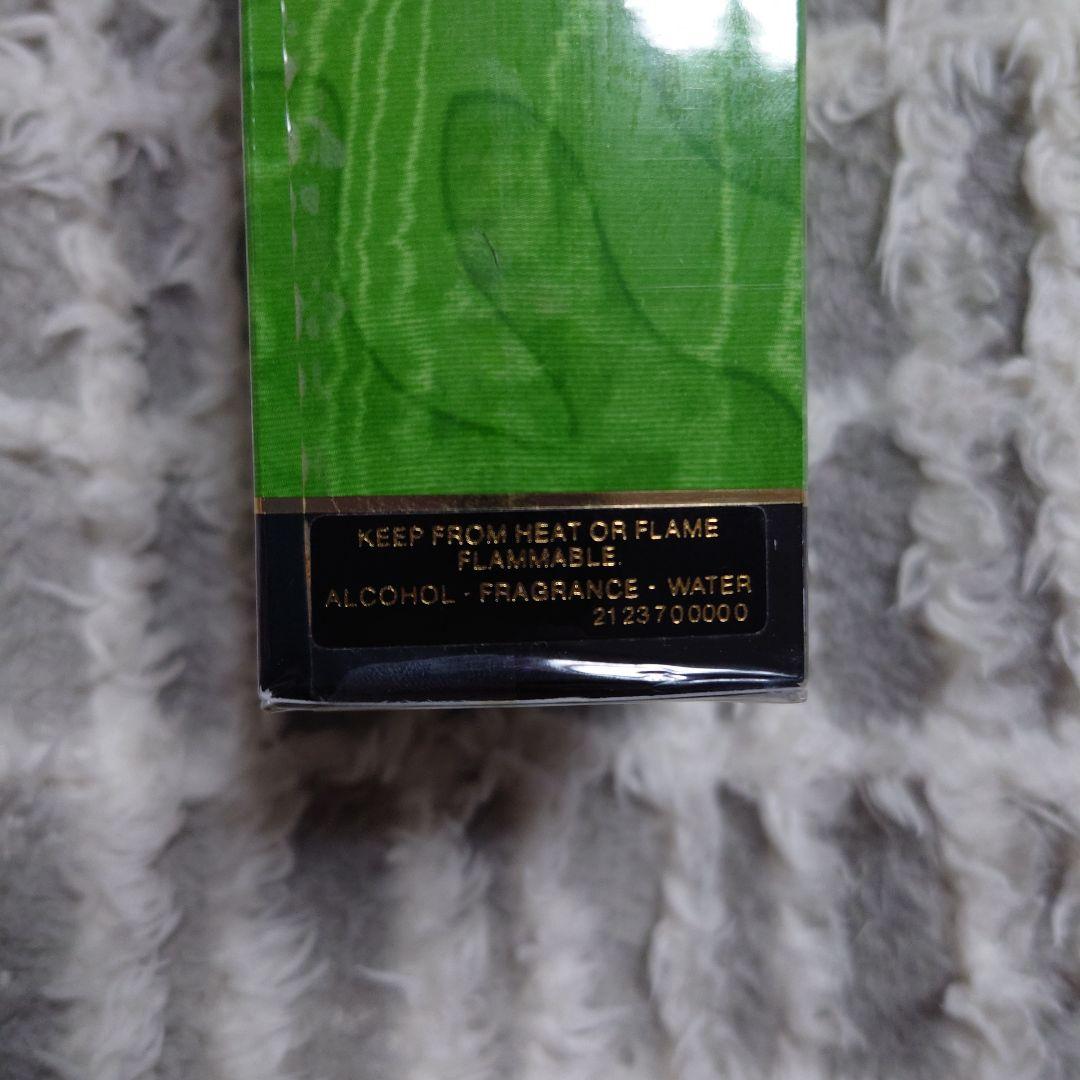 KEEP FROM HEAT OR FLAME
FLAMMABLE.
ALCOHOL - FRAGRANCE - WATER
2123700000